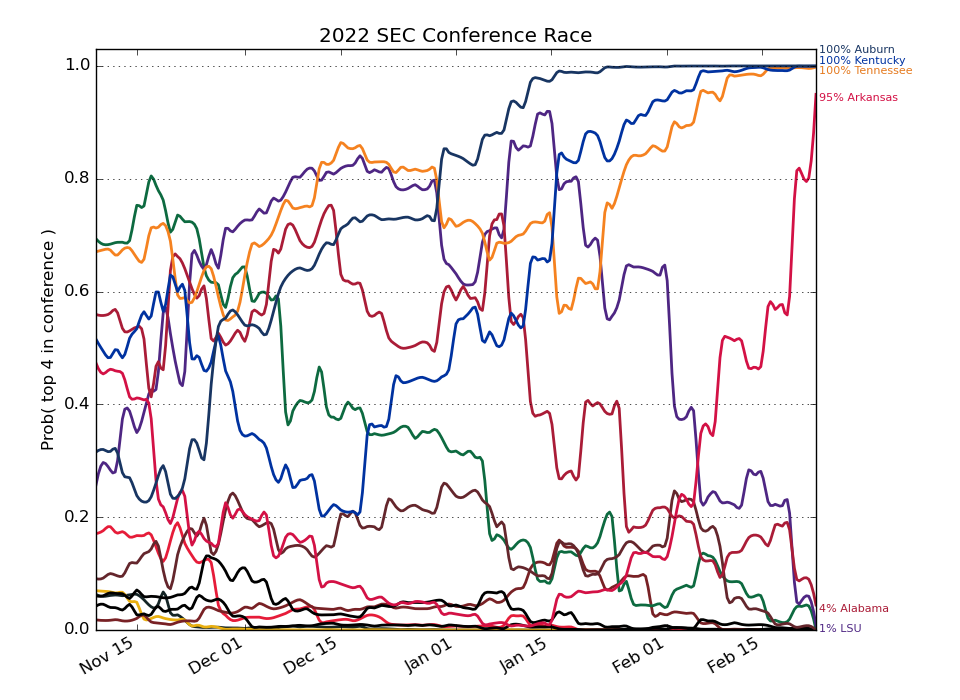 2022 SEC Conference Race
Prob( top 4 in conference )
1.0
0.8
0.6
0.4
0.2
0.0
Nov 15
Dec 01
Dec 15
Jan 01
Jan 15
Feb 01
Feb 15
100% Auburn
100% Kentucky
100% Tennessee
95% Arkansas
4% Alabama
1% LSU